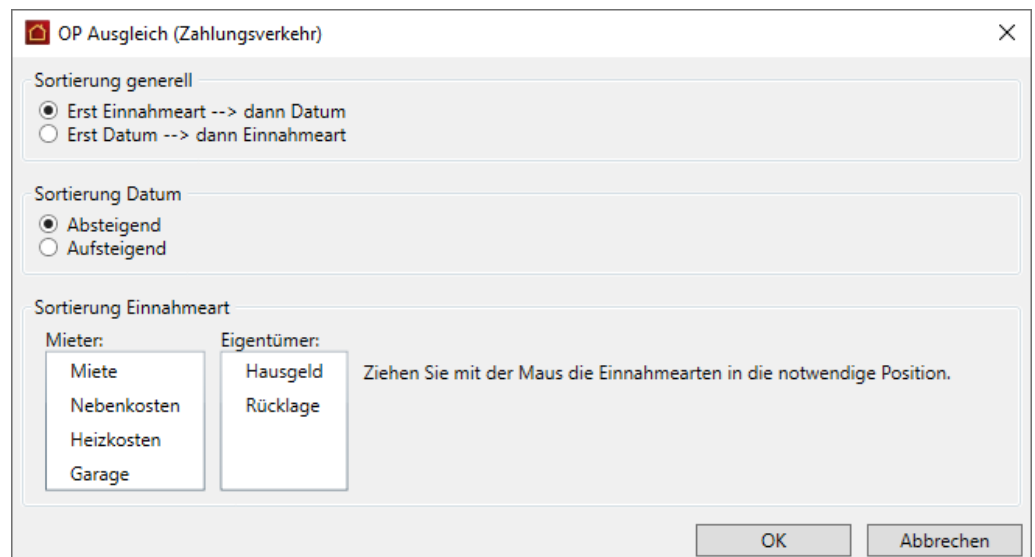 OP Ausgleich (Zahlungsverkehr)
Sortierung generell
Erst Einnahmeart --> dann Datum
Erst Datum --> dann Einnahmeart
Sortierung Datum
Absteigend
Aufsteigend
Sortierung Einnahmeart
Mieter:
Miete
Nebenkosten
Heizkosten
Garage
Eigentümer:
Hausgeld
Rücklage
Ziehen Sie mit der Maus die Einnahmearten in die notwendige Position.
OK
Abbrechen